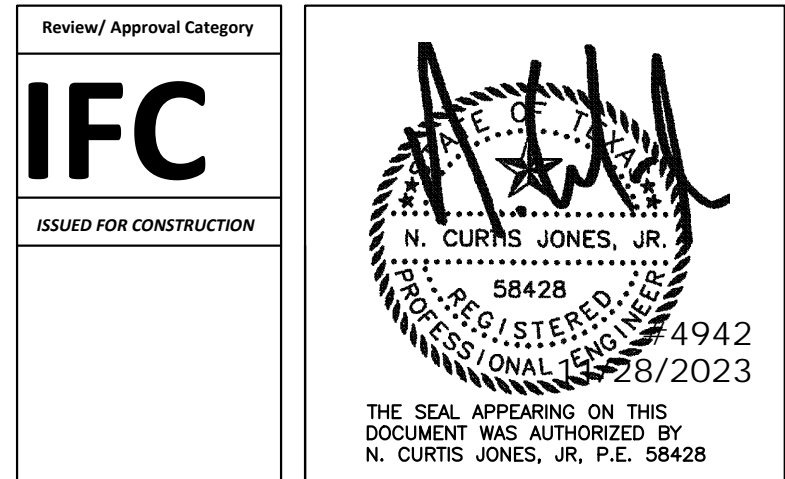 Review/ Approval Category
IFC
ISSUED FOR CONSTRUCTION
STATE OF TEXAS
N. CURTIS JONES, JR.
58428
REGISTERED
PROFESSIONAL ENGINEER
#4942
11/28/2023
THE SEAL APPEARING ON THIS
DOCUMENT WAS AUTHORIZED BY
N. CURTIS JONES, JR, P.E. 58428